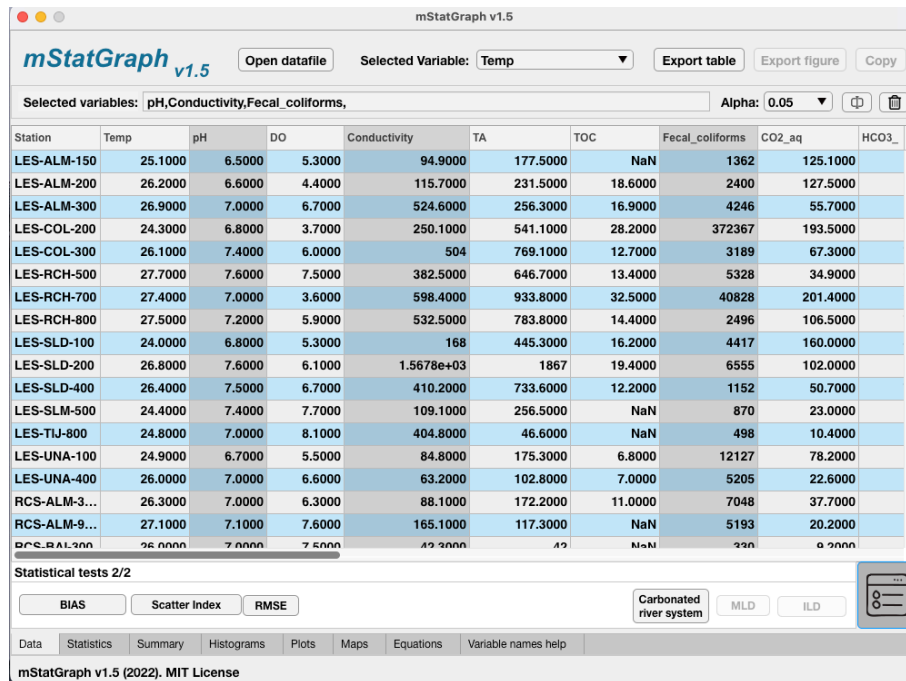 mStatGraph v1.5
mStatGraph v1.5 Open datafile Selected Variable: Temp Export table Export figure Copy
Selected variables: pH,Conductivity,Fecal_coliforms, Alpha: 0.05
Station Temp pH DO Conductivity TA TOC Fecal_coliforms CO2_aq HCO3_
LES-ALM-150 25.1000 6.5000 5.3000 94.9000 177.5000 NaN 1362 125.1000
LES-ALM-200 26.2000 6.6000 4.4000 115.7000 231.5000 18.6000 2400 127.5000
LES-ALM-300 26.9000 7.0000 6.7000 524.6000 256.3000 16.9000 4246 55.7000
LES-COL-200 24.3000 6.8000 3.7000 250.1000 541.1000 28.2000 372367 193.5000
LES-COL-300 26.1000 7.4000 6.0000 504 769.1000 12.7000 3189 67.3000
LES-RCH-500 27.7000 7.6000 7.5000 382.5000 646.7000 13.4000 5328 34.9000
LES-RCH-700 27.4000 7.0000 3.6000 598.4000 933.8000 32.5000 40828 201.4000
LES-RCH-800 27.5000 7.2000 5.9000 532.5000 783.8000 14.4000 2496 106.5000
LES-SLD-100 24.0000 6.8000 5.3000 168 445.3000 16.2000 4417 160.0000
LES-SLD-200 26.8000 7.6000 6.1000 1.5678e+03 1867 19.4000 6555 102.0000
LES-SLD-400 26.4000 7.5000 6.7000 410.2000 733.6000 12.2000 1152 50.7000
LES-SLM-500 24.4000 7.4000 7.7000 109.1000 256.5000 NaN 870 23.0000
LES-TIJ-800 24.8000 7.0000 8.1000 404.8000 46.6000 NaN 498 10.4000
LES-UNA-100 24.9000 6.7000 5.5000 84.8000 175.3000 6.8000 12127 78.2000
LES-UNA-400 26.0000 7.0000 6.6000 63.2000 102.8000 7.0000 5205 22.6000
RCS-ALM-3... 26.3000 7.0000 6.3000 88.1000 172.2000 11.0000 7048 37.7000
RCS-ALM-9... 27.1000 7.1000 7.6000 165.1000 117.3000 NaN 5193 20.2000
RCS-BAI-300 26.0000 7.0000 7.5000 42.3000 42 NaN 330 9.2000
Statistical tests 2/2
BIAS Scatter Index RMSE Carbonated river system MLD ILD
Data Statistics Summary Histograms Plots Maps Equations Variable names help
mStatGraph v1.5 (2022). MIT License